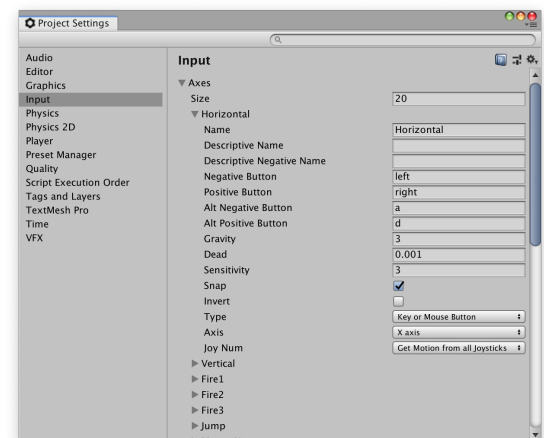 Project Settings
Audio
Editor
Graphics
Input
Physics
Physics 2D
Player
Preset Manager
Quality
Script Execution Order
Tags and Layers
TextMesh Pro
Time
VFX
Input
Axes
Size 20
Horizontal
Name Horizontal
Descriptive Name
Descriptive Negative Name
Negative Button left
Positive Button right
Alt Negative Button a
Alt Positive Button d
Gravity 3
Dead 0.001
Sensitivity 3
Snap
Invert
Type Key or Mouse Button
Axis X axis
Joy Num Get Motion from all Joysticks
Vertical
Fire1
Fire2
Fire3
Jump